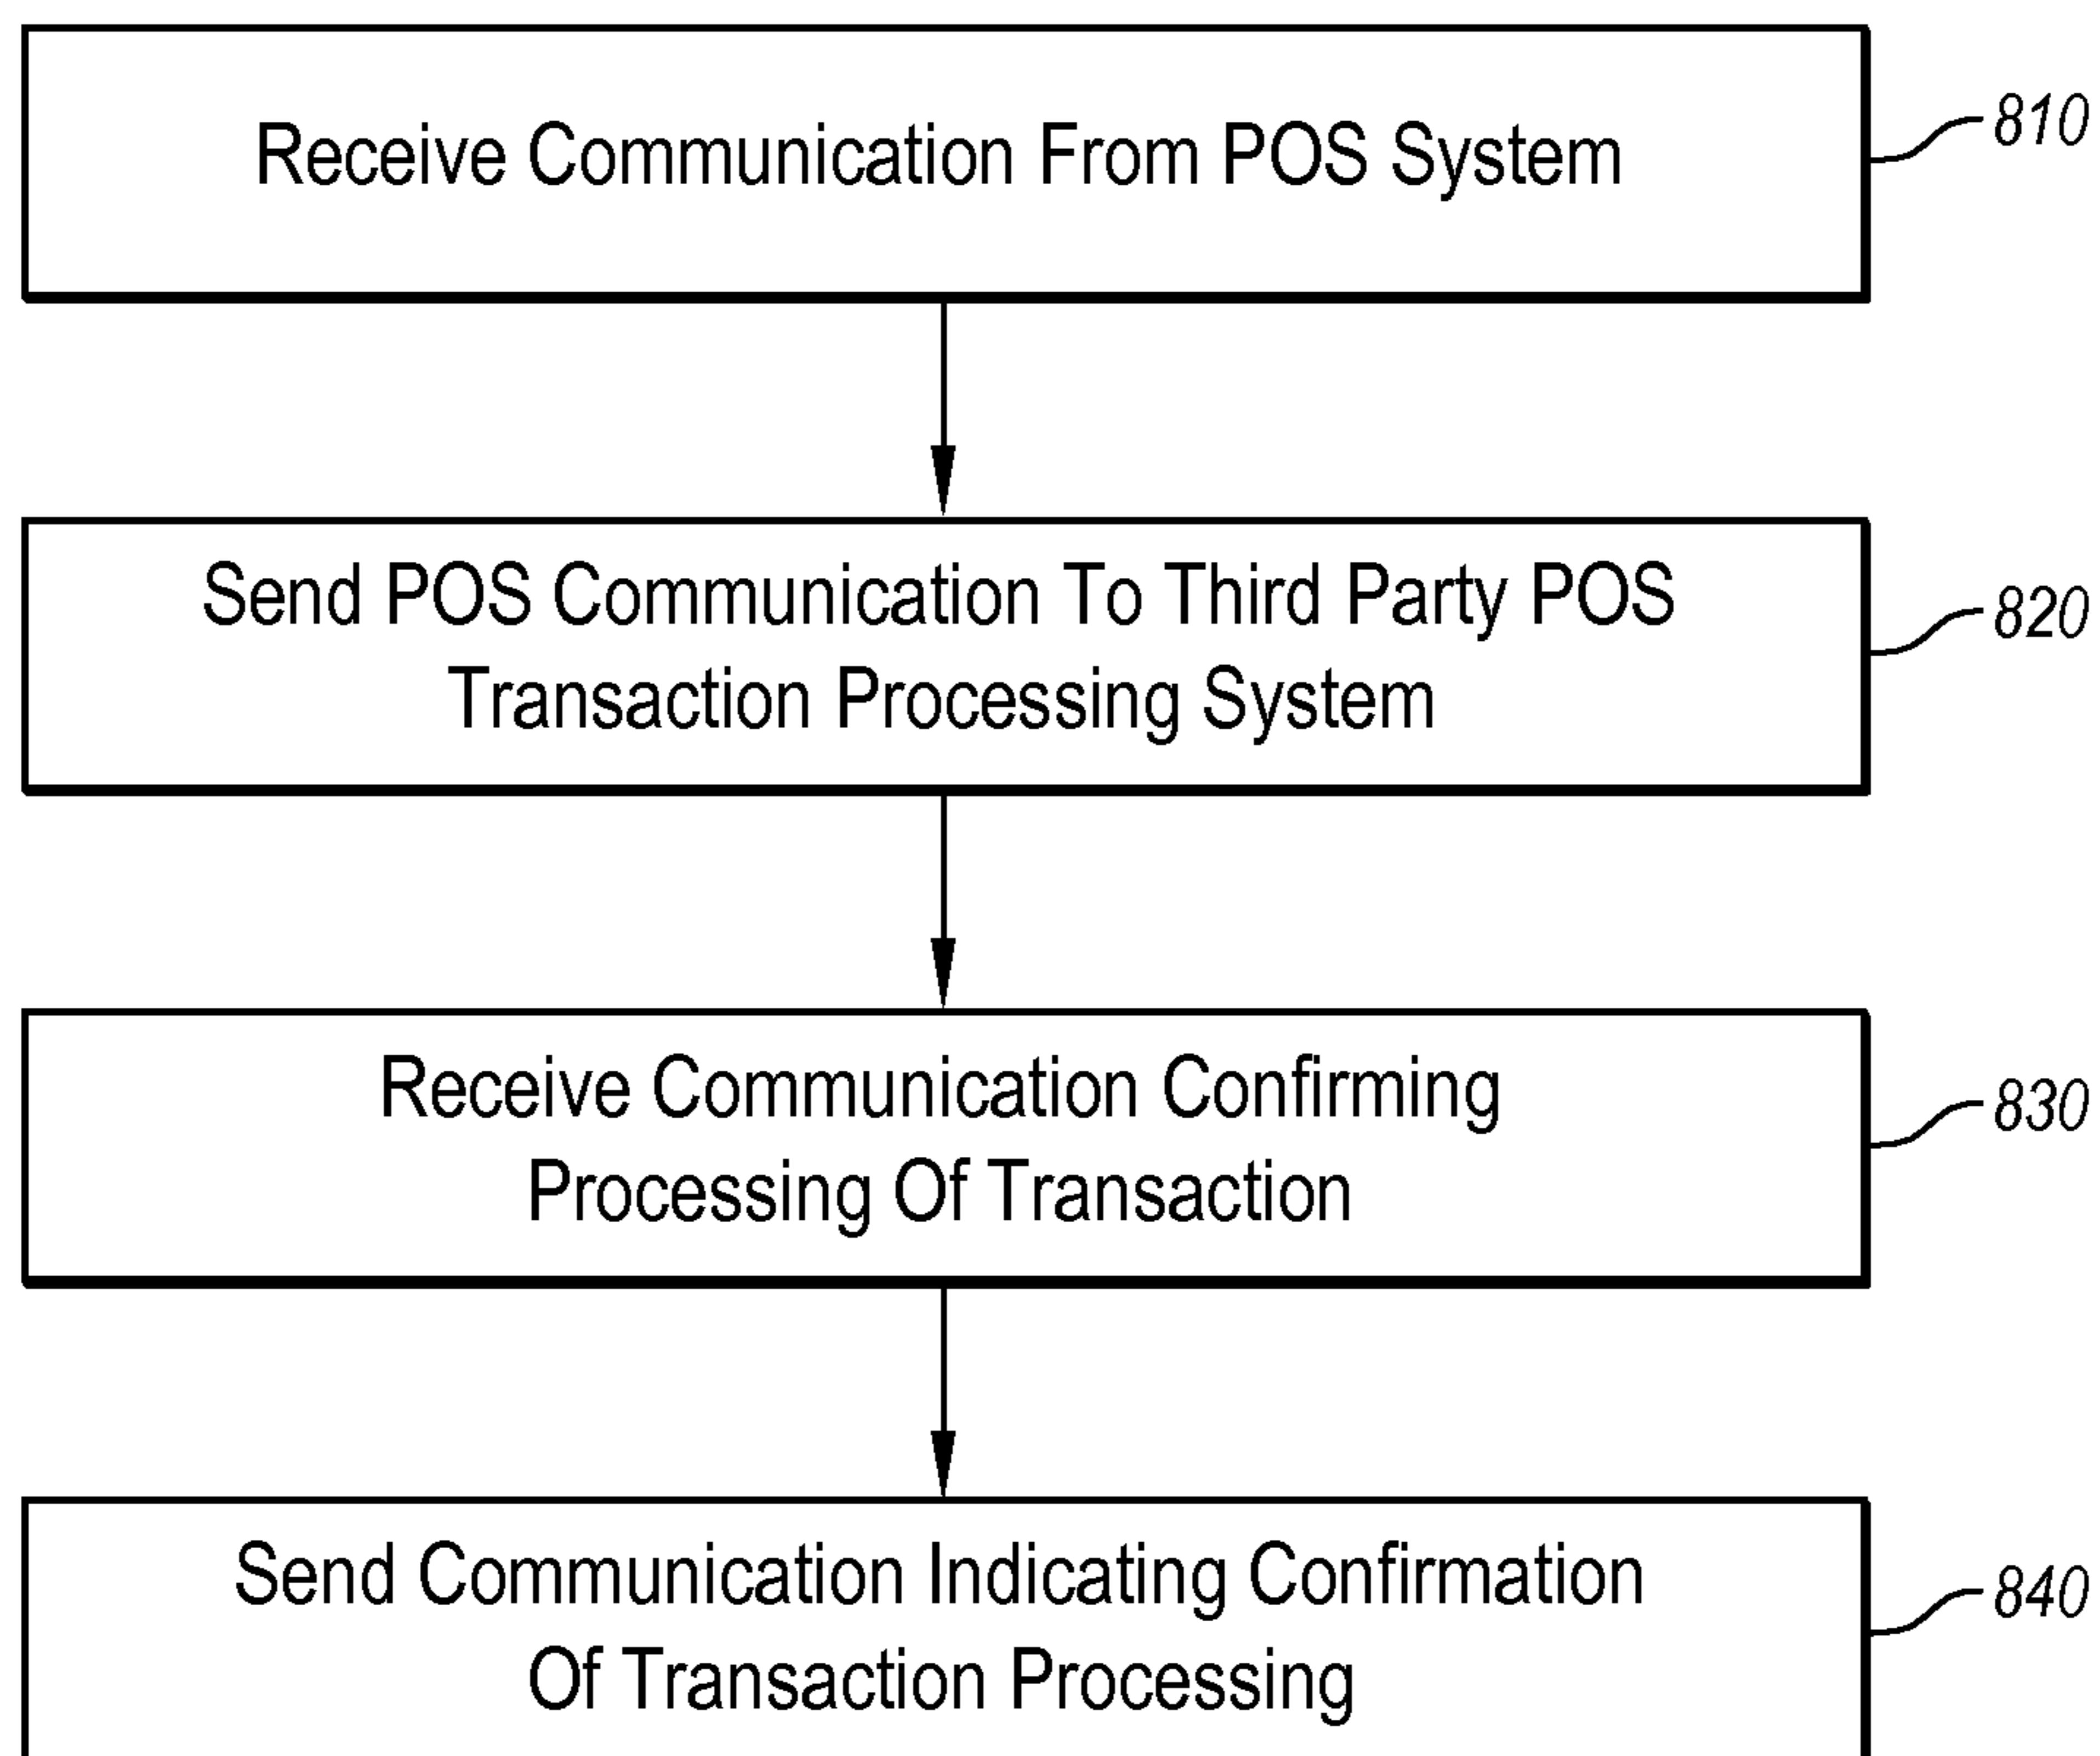 Receive Communication From POS System
810
Send POS Communication To Third Party POS
Transaction Processing System
820
Receive Communication Confirming
Processing Of Transaction
830
Send Communication Indicating Confirmation
Of Transaction Processing
840